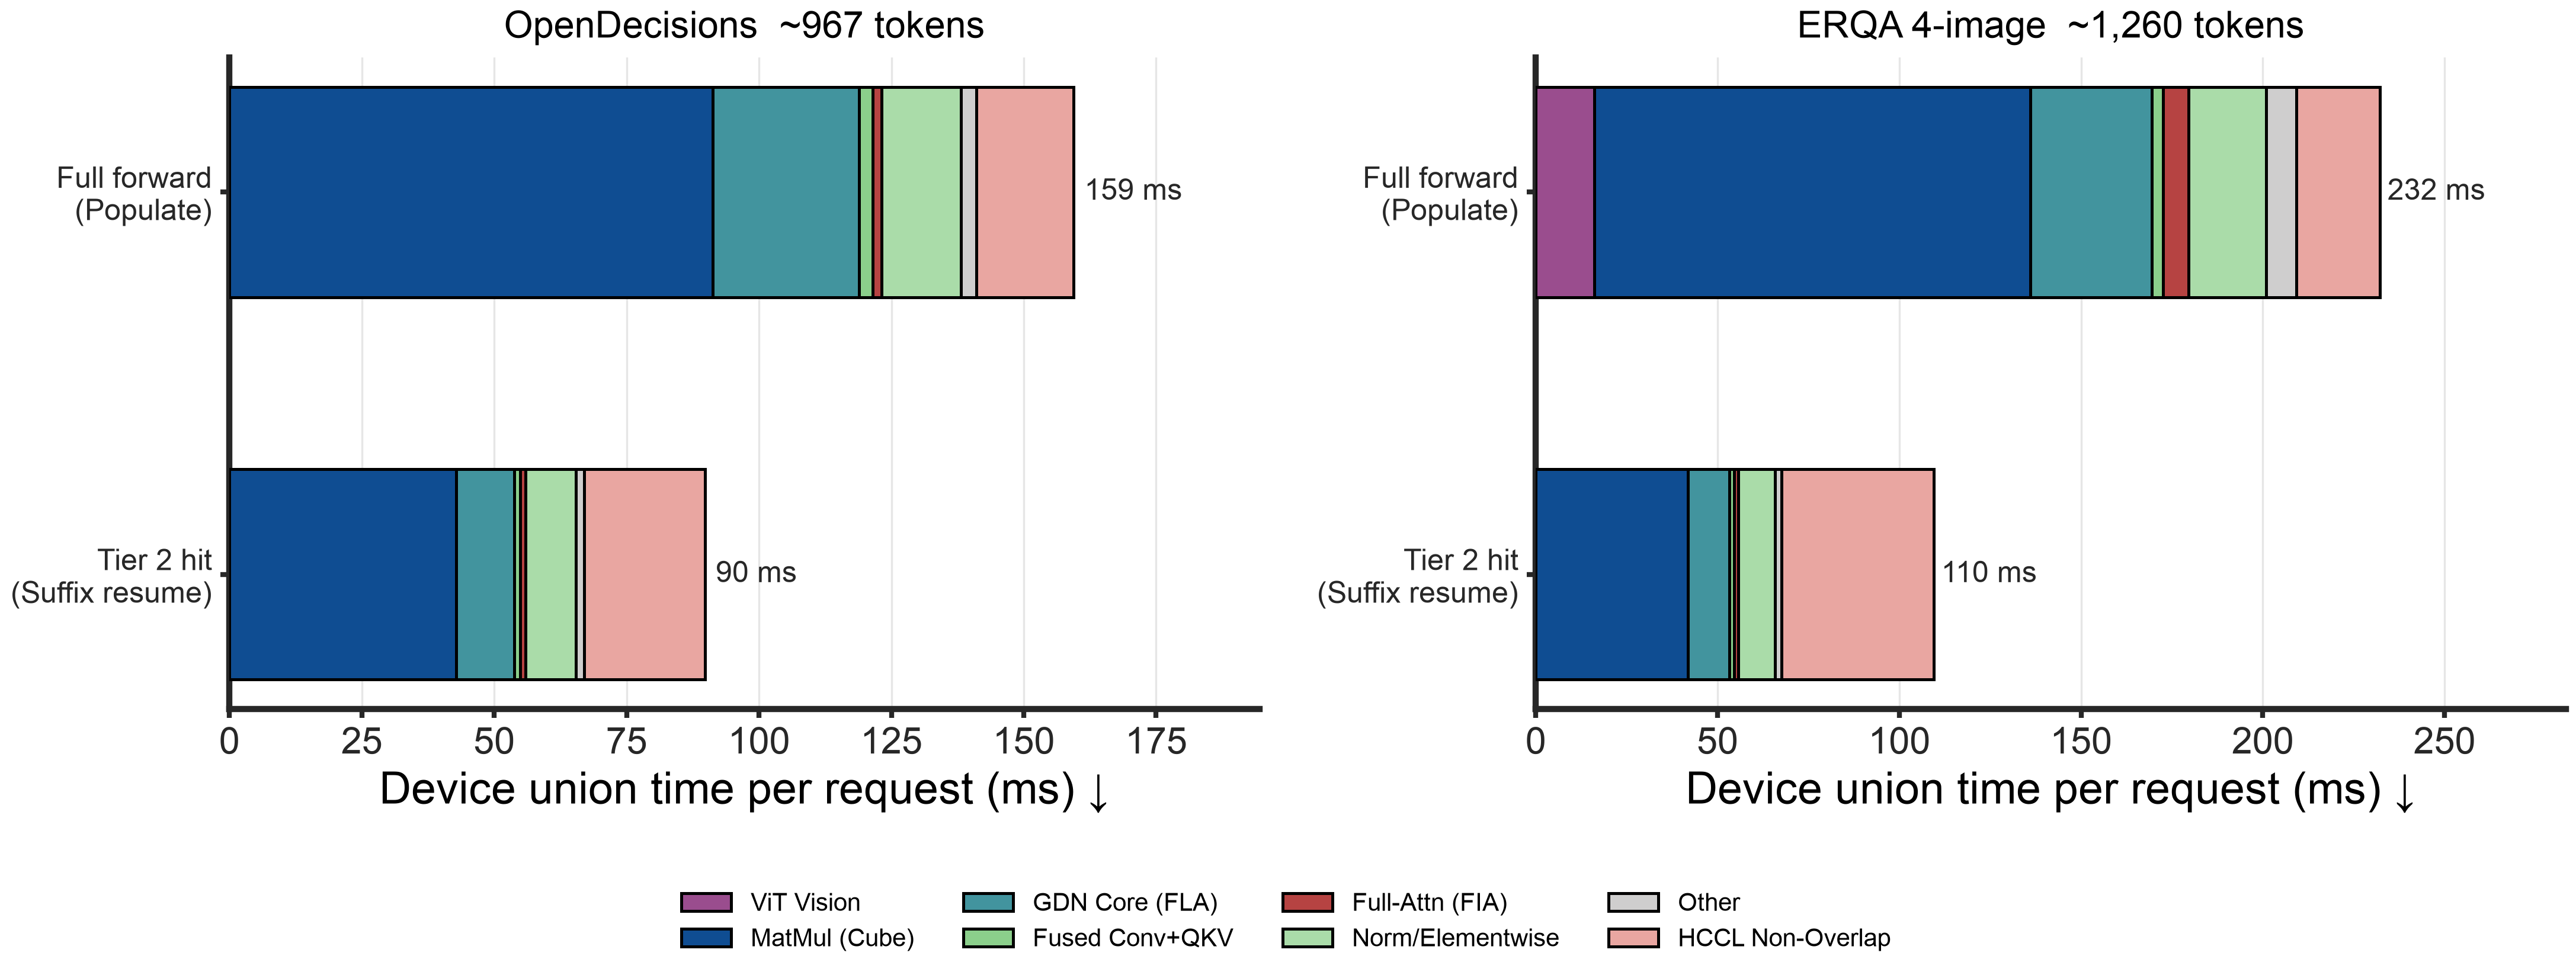 OpenDecisions ~967 tokens
Full forward
(Populate)
159 ms
Tier 2 hit
(Suffix resume)
90 ms
0 25 50 75 100 125 150 175
Device union time per request (ms) ↓
ERQA 4-image ~1,260 tokens
Full forward
(Populate)
232 ms
Tier 2 hit
(Suffix resume)
110 ms
0 50 100 150 200 250
Device union time per request (ms) ↓
ViT Vision
MatMul (Cube)
GDN Core (FLA)
Fused Conv+QKV
Full-Attn (FIA)
Norm/Elementwise
Other
HCCL Non-Overlap